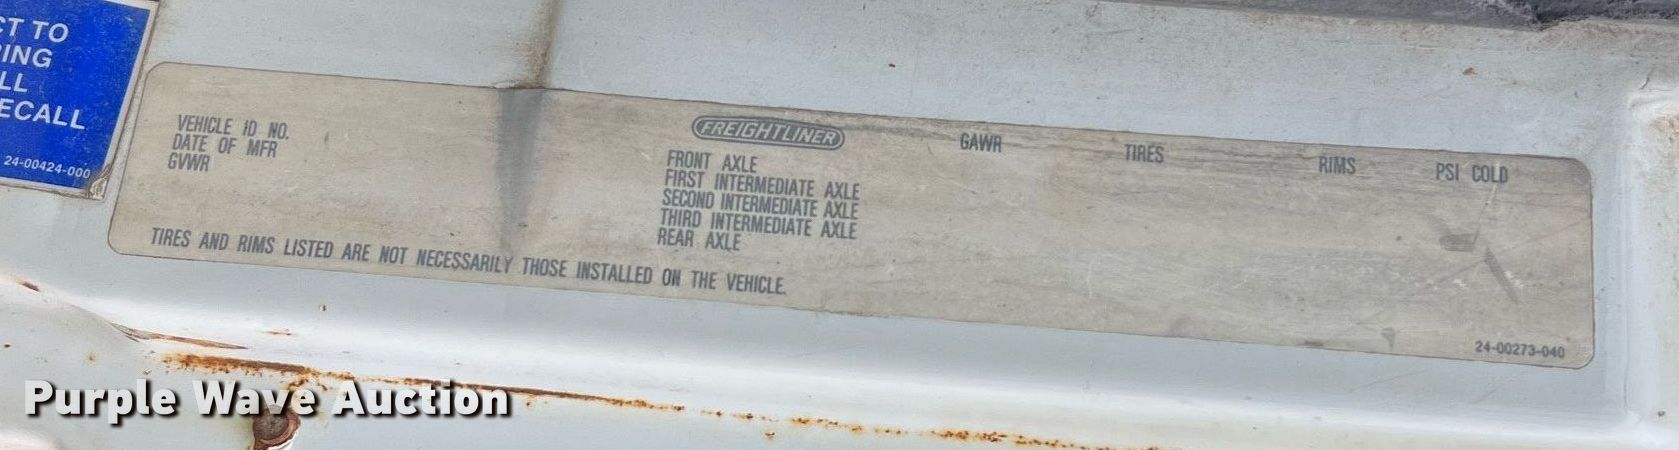 CT TO
ING
LL
ECALL
24-00424-000
VEHICLE ID NO.
DATE OF MFR
GVWR
FREIGHTLINER
GAWR TIRES RIMS PSI COLD
FRONT AXLE
FIRST INTERMEDIATE AXLE
SECOND INTERMEDIATE AXLE
THIRD INTERMEDIATE AXLE
REAR AXLE
TIRES AND RIMS LISTED ARE NOT NECESSARILY THOSE INSTALLED ON THE VEHICLE.
24-00273-040
Purple Wave Auction